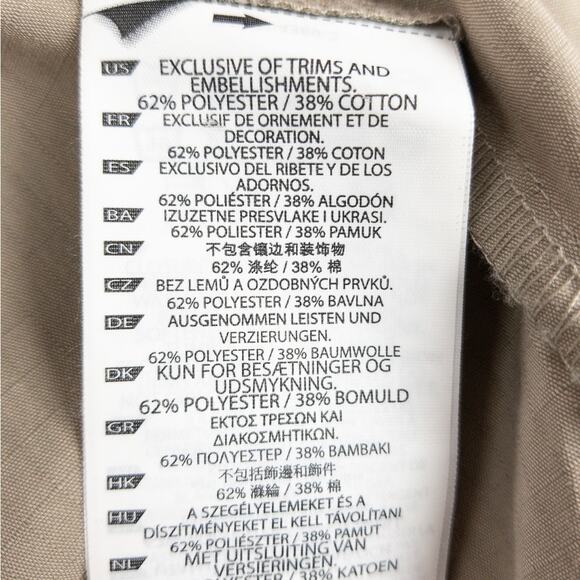 US EXCLUSIVE OF TRIMS AND
EMBELLISHMENTS.
62% POLYESTER / 38% COTTON
FR EXCLUSIF DE ORNEMENT ET DE
DECORATION.
62% POLYESTER / 38% COTON
ES EXCLUSIVO DEL RIBETE Y DE LOS
ADORNOS.
62% POLIÉSTER / 38% ALGODÓN
BA IZUZETNE PRESVLAKE I UKRASI.
62% POLIESTER / 38% PAMUK
CN 不包含镶边和装饰物
62% 涤纶 / 38% 棉
CZ BEZ LEMŮ A OZDOBNÝCH PRVKŮ.
62% POLYESTER / 38% BAVLNA
DE AUSGENOMMEN LEISTEN UND
VERZIERUNGEN.
62% POLYESTER / 38% BAUMWOLLE
DK KUN FOR BESÆTNINGER OG
UDSMYKNING.
62% POLYESTER / 38% BOMULD
GR ΕΚΤΟΣ ΤΡΕΣΩΝ ΚΑΙ
ΔΙΑΚΟΣΜΗΤΙΚΩΝ.
62% ΠΟΛΥΕΣΤΕΡ / 38% ΒΑΜΒΑΚΙ
HK 不包括飾邊和飾件
62% 滌綸 / 38% 棉
HU A SZEGÉLYELEMEKET ÉS A
DÍSZÍTMÉNYEKET EL KELL TÁVOLÍTANI
62% POLIÉSZTER / 38% PAMUT
NL MET UITSLUITING VAN
VERSIERINGEN.
62% POLYESTER / 38% KATOEN